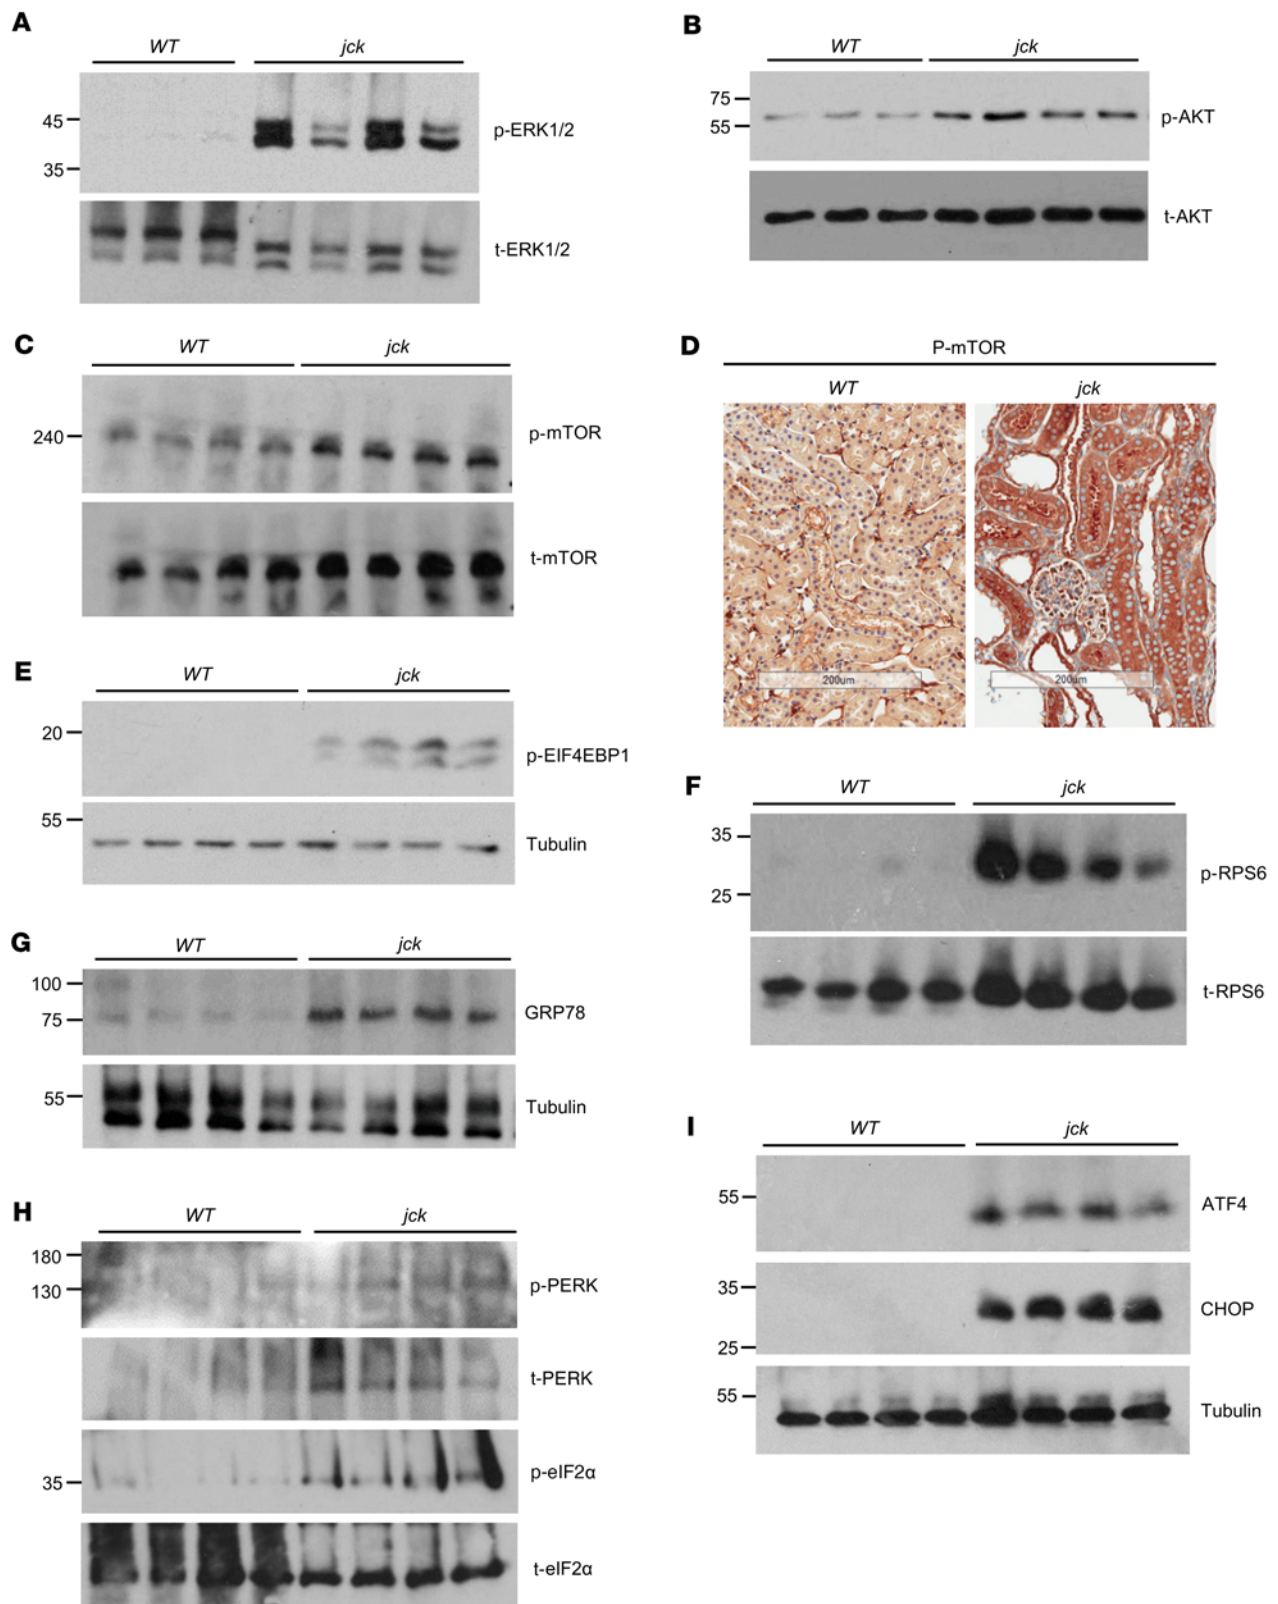 A
WT jck
45
35
p-ERK1/2
t-ERK1/2
B
WT jck
75
55
p-AKT
t-AKT
C
WT jck
240
p-mTOR
t-mTOR
D
P-mTOR
WT jck
200um 200um
E
WT jck
20
p-EIF4EBP1
55
Tubulin
F
WT jck
35
25
p-RPS6
t-RPS6
G
WT jck
100
75
GRP78
55
Tubulin
H
WT jck
180
130
p-PERK
t-PERK
35
p-eIF2α
t-eIF2α
I
WT jck
55
ATF4
35
25
CHOP
55
Tubulin